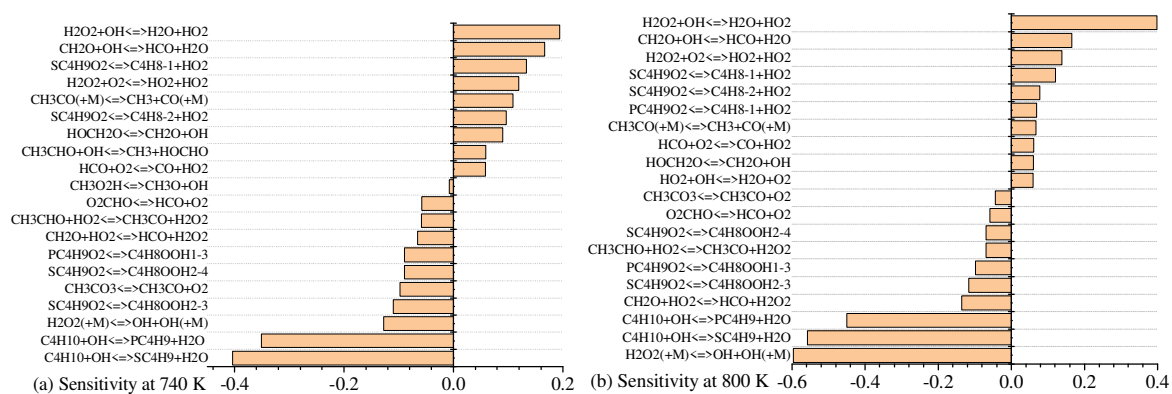 H2O2+OH<=>H2O+HO2
CH2O+OH<=>HCO+H2O
SC4H9O2<=>C4H8-1+HO2
H2O2+O2<=>HO2+HO2
CH3CO(+M)<=>CH3+CO(+M)
SC4H9O2<=>C4H8-2+HO2
HOCH2O<=>CH2O+OH
CH3CHO+OH<=>CH3+HOCHO
HCO+O2<=>CO+HO2
CH3O2H<=>CH3O+OH
O2CHO<=>HCO+O2
CH3CHO+HO2<=>CH3CO+H2O2
CH2O+HO2<=>HCO+H2O2
PC4H9O2<=>C4H8OOH1-3
SC4H9O2<=>C4H8OOH2-4
CH3CO3<=>CH3CO+O2
SC4H9O2<=>C4H8OOH2-3
H2O2(+M)<=>OH+OH(+M)
C4H10+OH<=>PC4H9+H2O
C4H10+OH<=>SC4H9+H2O
-0.4 -0.2 0.0 0.2
(a) Sensitivity at 740 K
H2O2+OH<=>H2O+HO2
CH2O+OH<=>HCO+H2O
H2O2+O2<=>HO2+HO2
SC4H9O2<=>C4H8-1+HO2
SC4H9O2<=>C4H8-2+HO2
PC4H9O2<=>C4H8-1+HO2
CH3CO(+M)<=>CH3+CO(+M)
HCO+O2<=>CO+HO2
HOCH2O<=>CH2O+OH
HO2+OH<=>H2O+O2
CH3CO3<=>CH3CO+O2
O2CHO<=>HCO+O2
SC4H9O2<=>C4H8OOH2-4
CH3CHO+HO2<=>CH3CO+H2O2
PC4H9O2<=>C4H8OOH1-3
SC4H9O2<=>C4H8OOH2-3
CH2O+HO2<=>HCO+H2O2
C4H10+OH<=>PC4H9+H2O
C4H10+OH<=>SC4H9+H2O
H2O2(+M)<=>OH+OH(+M)
(b) Sensitivity at 800 K
-0.6 -0.4 -0.2 0.0 0.2 0.4